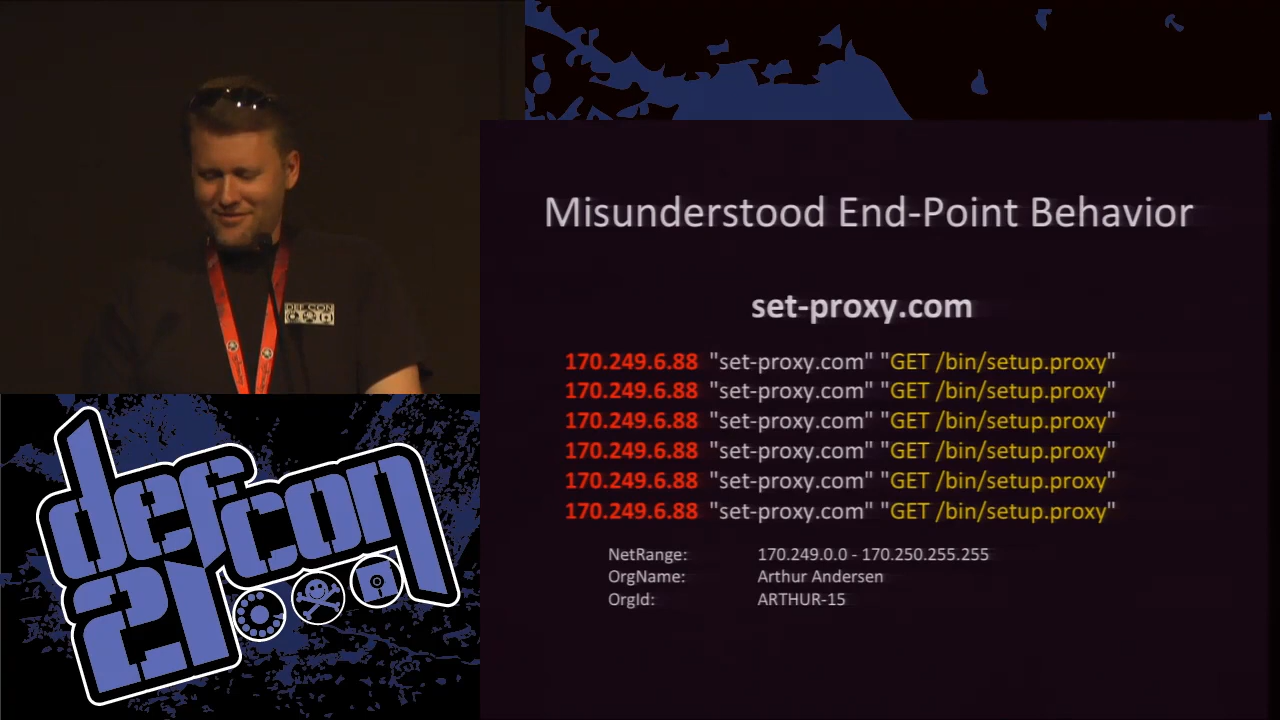 Misunderstood End-Point Behavior
set-proxy.com
170.249.6.88 "set-proxy.com" "GET /bin/setup.proxy"
170.249.6.88 "set-proxy.com" "GET /bin/setup.proxy"
170.249.6.88 "set-proxy.com" "GET /bin/setup.proxy"
170.249.6.88 "set-proxy.com" "GET /bin/setup.proxy"
170.249.6.88 "set-proxy.com" "GET /bin/setup.proxy"
170.249.6.88 "set-proxy.com" "GET /bin/setup.proxy"
NetRange: 170.249.0.0 - 170.250.255.255
OrgName: Arthur Andersen
OrgId: ARTHUR-15
DEF CON
defcon
21